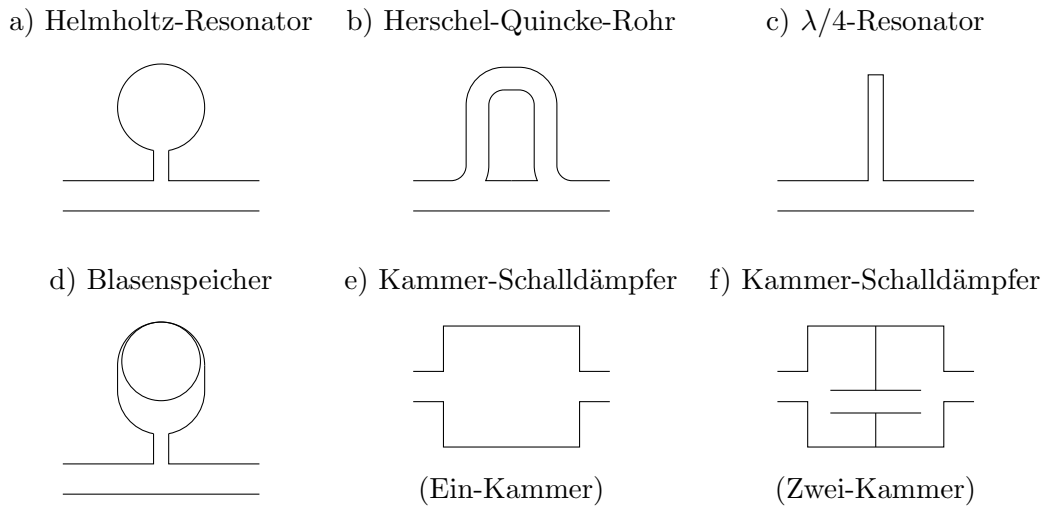 a) Helmholtz-Resonator
b) Herschel-Quincke-Rohr
c) λ/4-Resonator
d) Blasenspeicher
e) Kammer-Schalldämpfer
f) Kammer-Schalldämpfer
(Ein-Kammer)
(Zwei-Kammer)